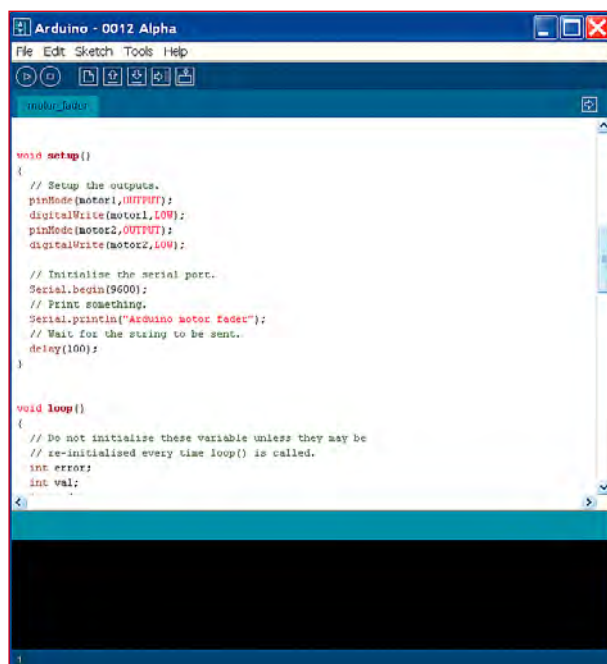 Arduino - 0012 Alpha
File Edit Sketch Tools Help
motor_fader
void setup()
{
// Setup the outputs.
pinMode(motor1,OUTPUT);
digitalWrite(motor1,LOW);
pinMode(motor2,OUTPUT);
digitalWrite(motor2,LOW);
// Initialise the serial port.
Serial.begin(9600);
// Print something.
Serial.println("Arduino motor fader");
// Wait for the string to be sent.
delay(100);
}
void loop()
{
// Do not initialise these variable unless they may be
// re-initialised every time loop() is called.
int error;
int val;
1